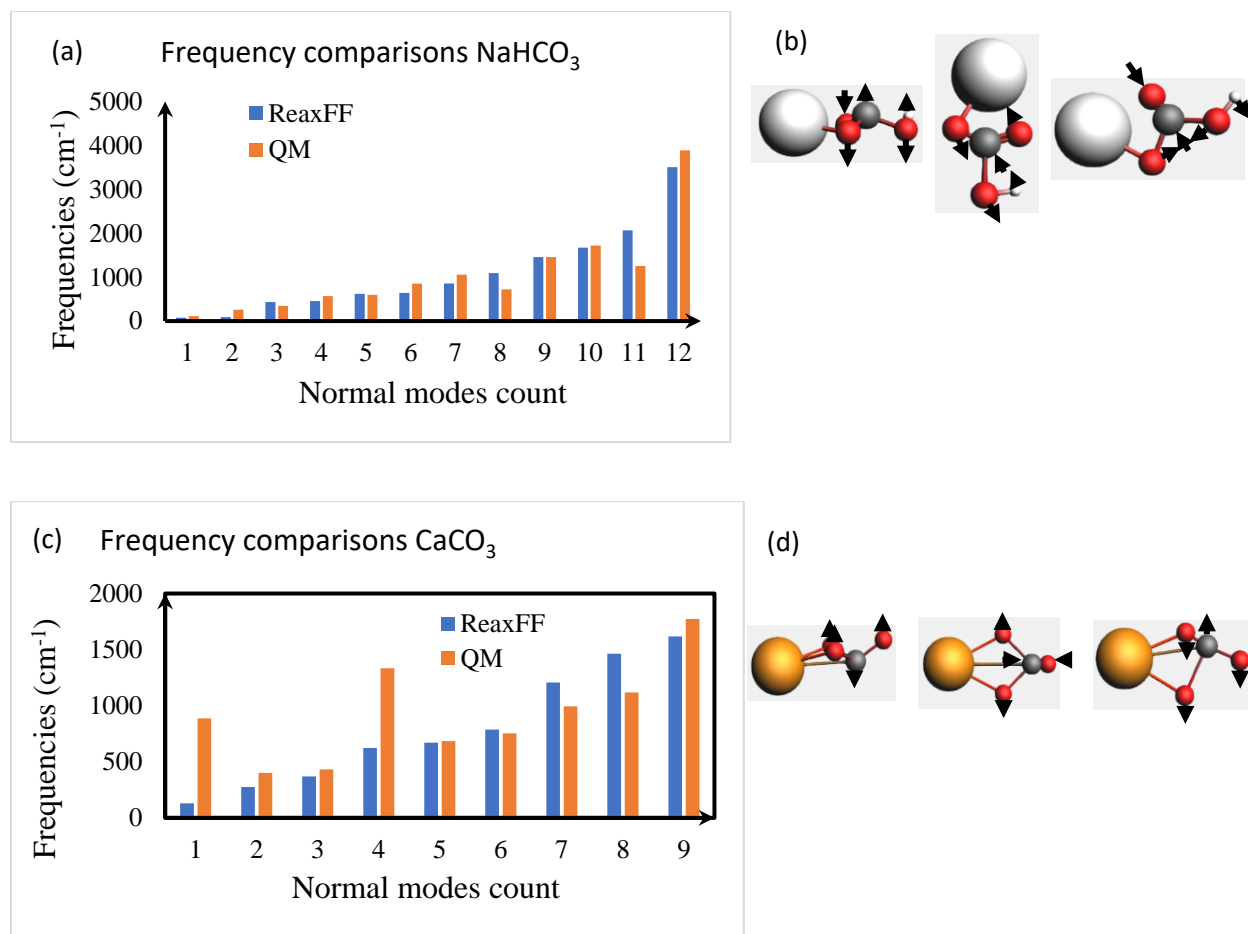 (a) Frequency comparisons NaHCO3
5000
4000
3000
2000
1000
0
Frequencies (cm-1)
ReaxFF
QM
1 2 3 4 5 6 7 8 9 10 11 12
Normal modes count
(b)
(c) Frequency comparisons CaCO3
2000
1500
1000
500
0
Frequencies (cm-1)
ReaxFF
QM
1 2 3 4 5 6 7 8 9
Normal modes count
(d)